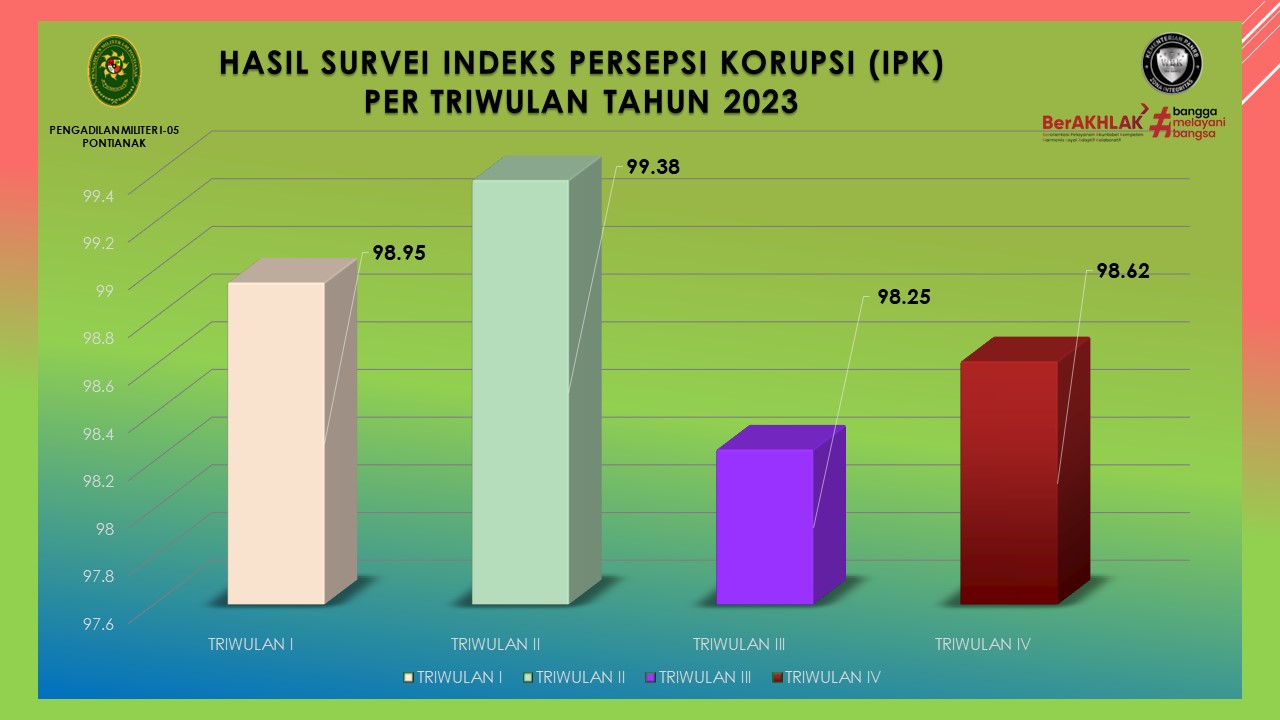 HASIL SURVEI INDEKS PERSEPSI KORUPSI (IPK)
PER TRIWULAN TAHUN 2023
PENGADILAN MILITER I-05
PONTIANAK
BerAKHLAK
#
bangga
melayani
bangsa
99.4
99.2
99
98.8
98.6
98.4
98.2
98
97.8
97.6
98.95
99.38
98.25
98.62
TRIWULAN I
TRIWULAN II
TRIWULAN III
TRIWULAN IV
TRIWULAN I
TRIWULAN II
TRIWULAN III
TRIWULAN IV